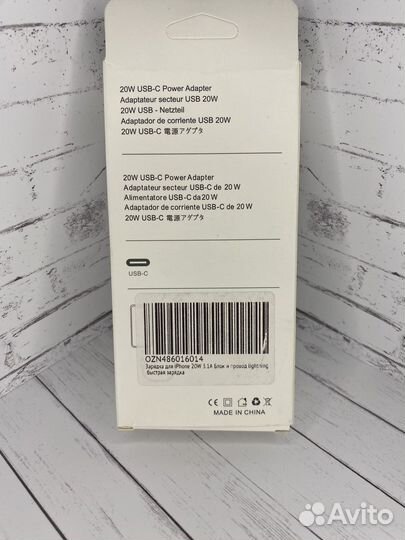 20W USB-C Power Adapter
Adaptateur secteur USB 20W
20W USB - Netzteil
Adaptador de corriente USB 20W
20W USB-C 電源アダプタ
20W USB-C Power Adapter
Adaptateur secteur USB-C de 20 W
Alimentatore USB-C da 20 W
Adaptador de corriente USB-C de 20 W
20W USB-C 電源アダプタ
USB-C
OZN486016014
Зарядка для iPhone 20W 3.1A Блок и провод lightning
быстрая зарядка
CE
MADE IN CHINA
Avito